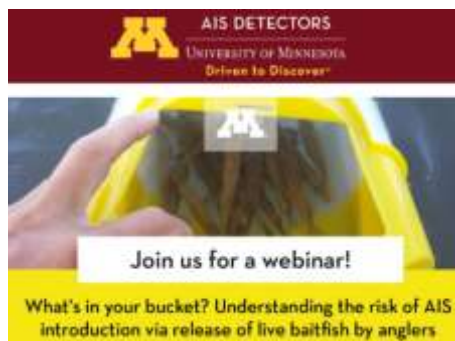 AIS DETECTORS
UNIVERSITY OF MINNESOTA
Driven to Discover
Join us for a webinar!
What's in your bucket? Understanding the risk of AIS
introduction via release of live baitfish by anglers